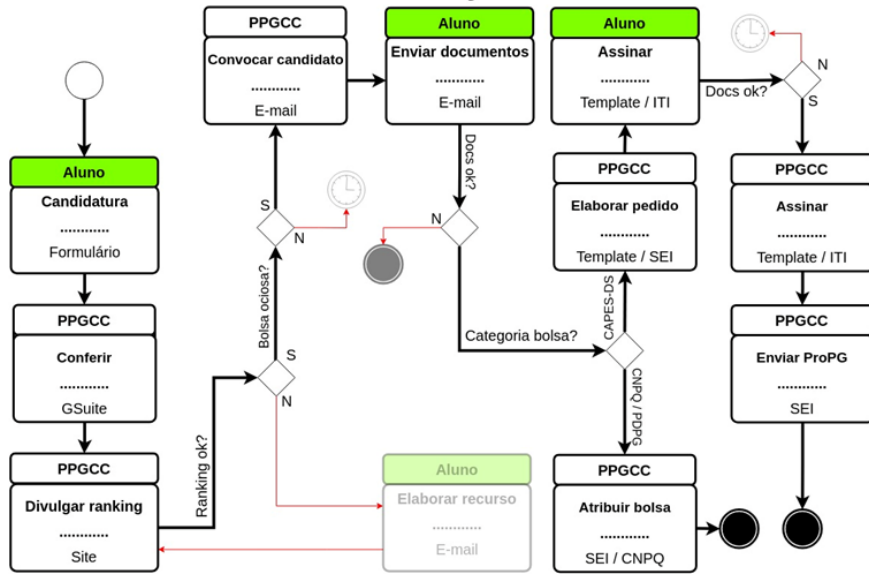 Aluno
Candidatura
............
Formulário
PPGCC
Conferir
............
GSuite
PPGCC
Divulgar ranking
............
Site
Ranking ok?
S
N
Aluno
Elaborar recurso
............
E-mail
Bolsa ociosa?
S
N
PPGCC
Convocar candidato
............
E-mail
Aluno
Enviar documentos
............
E-mail
Docs ok?
N
Categoria bolsa?
CAPES-DS
CNPQ / PDPG
PPGCC
Atribuir bolsa
............
SEI / CNPQ
PPGCC
Elaborar pedido
............
Template / SEI
Aluno
Assinar
............
Template / ITI
Docs ok?
N
S
PPGCC
Assinar
............
Template / ITI
PPGCC
Enviar ProPG
............
SEI